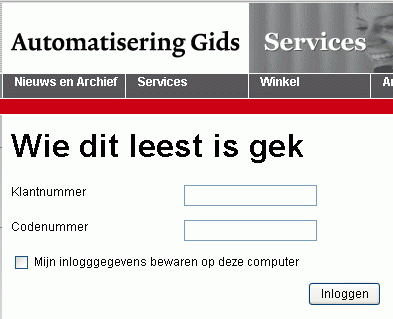 Automatisering Gids Services
Nieuws en Archief Services Winkel
Wie dit leest is gek
Klantnummer
Codenummer
Mijn inlogggegevens bewaren op deze computer
Inloggen